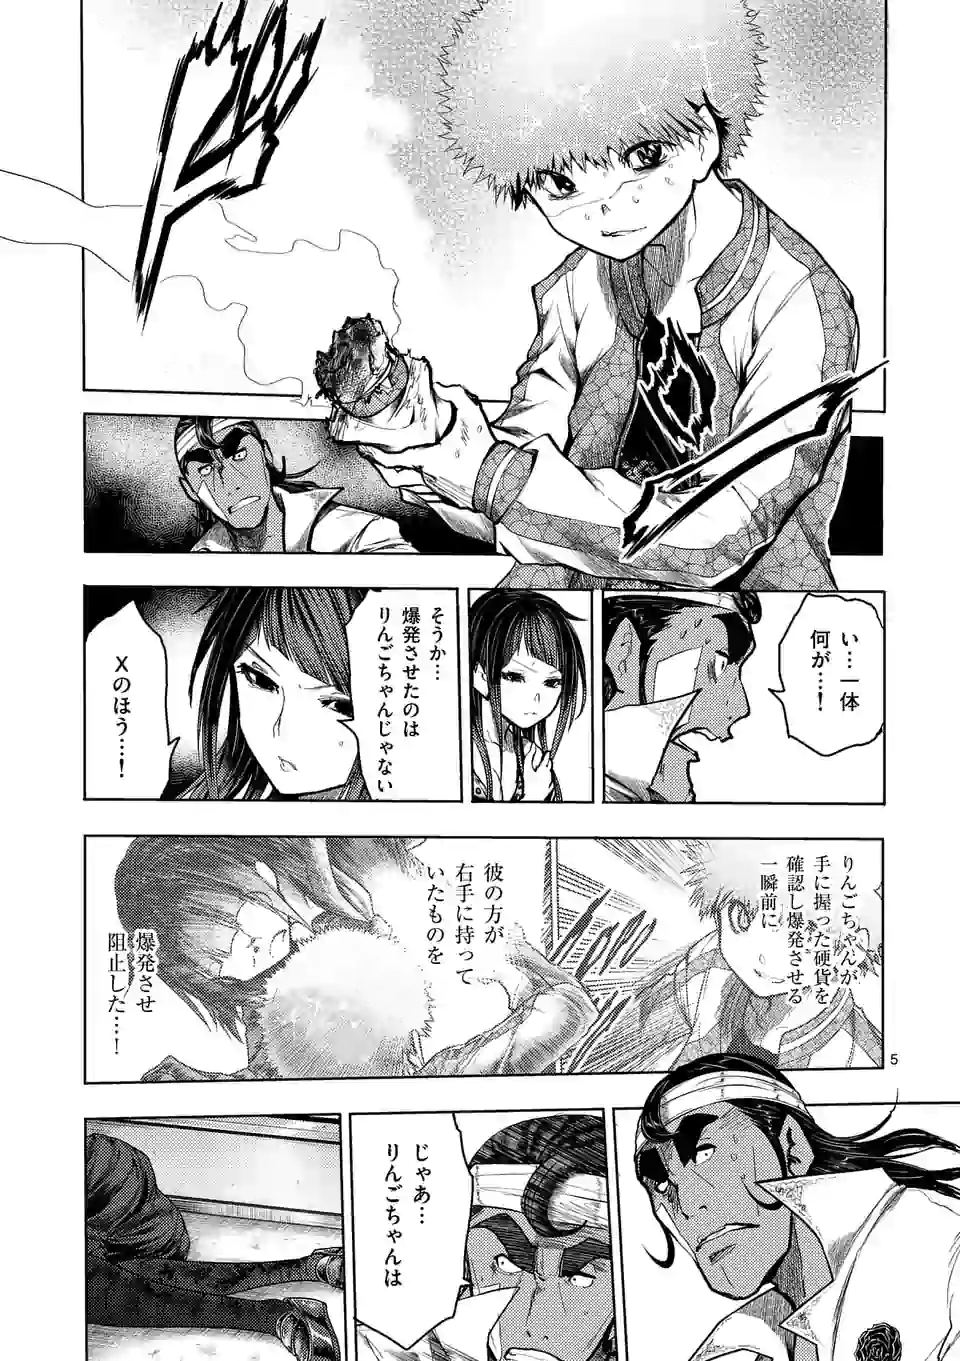 い…一体
何が…！
そうか…
爆発させたのは
りんごちゃんじゃない
Xのほう…！
りんごちゃんが
手に握った硬貨を
確認し爆発させる
一瞬前に
彼の方が
右手に持って
いたものを
爆発させ
阻止した…！
5
じゃあ…
りんごちゃんは